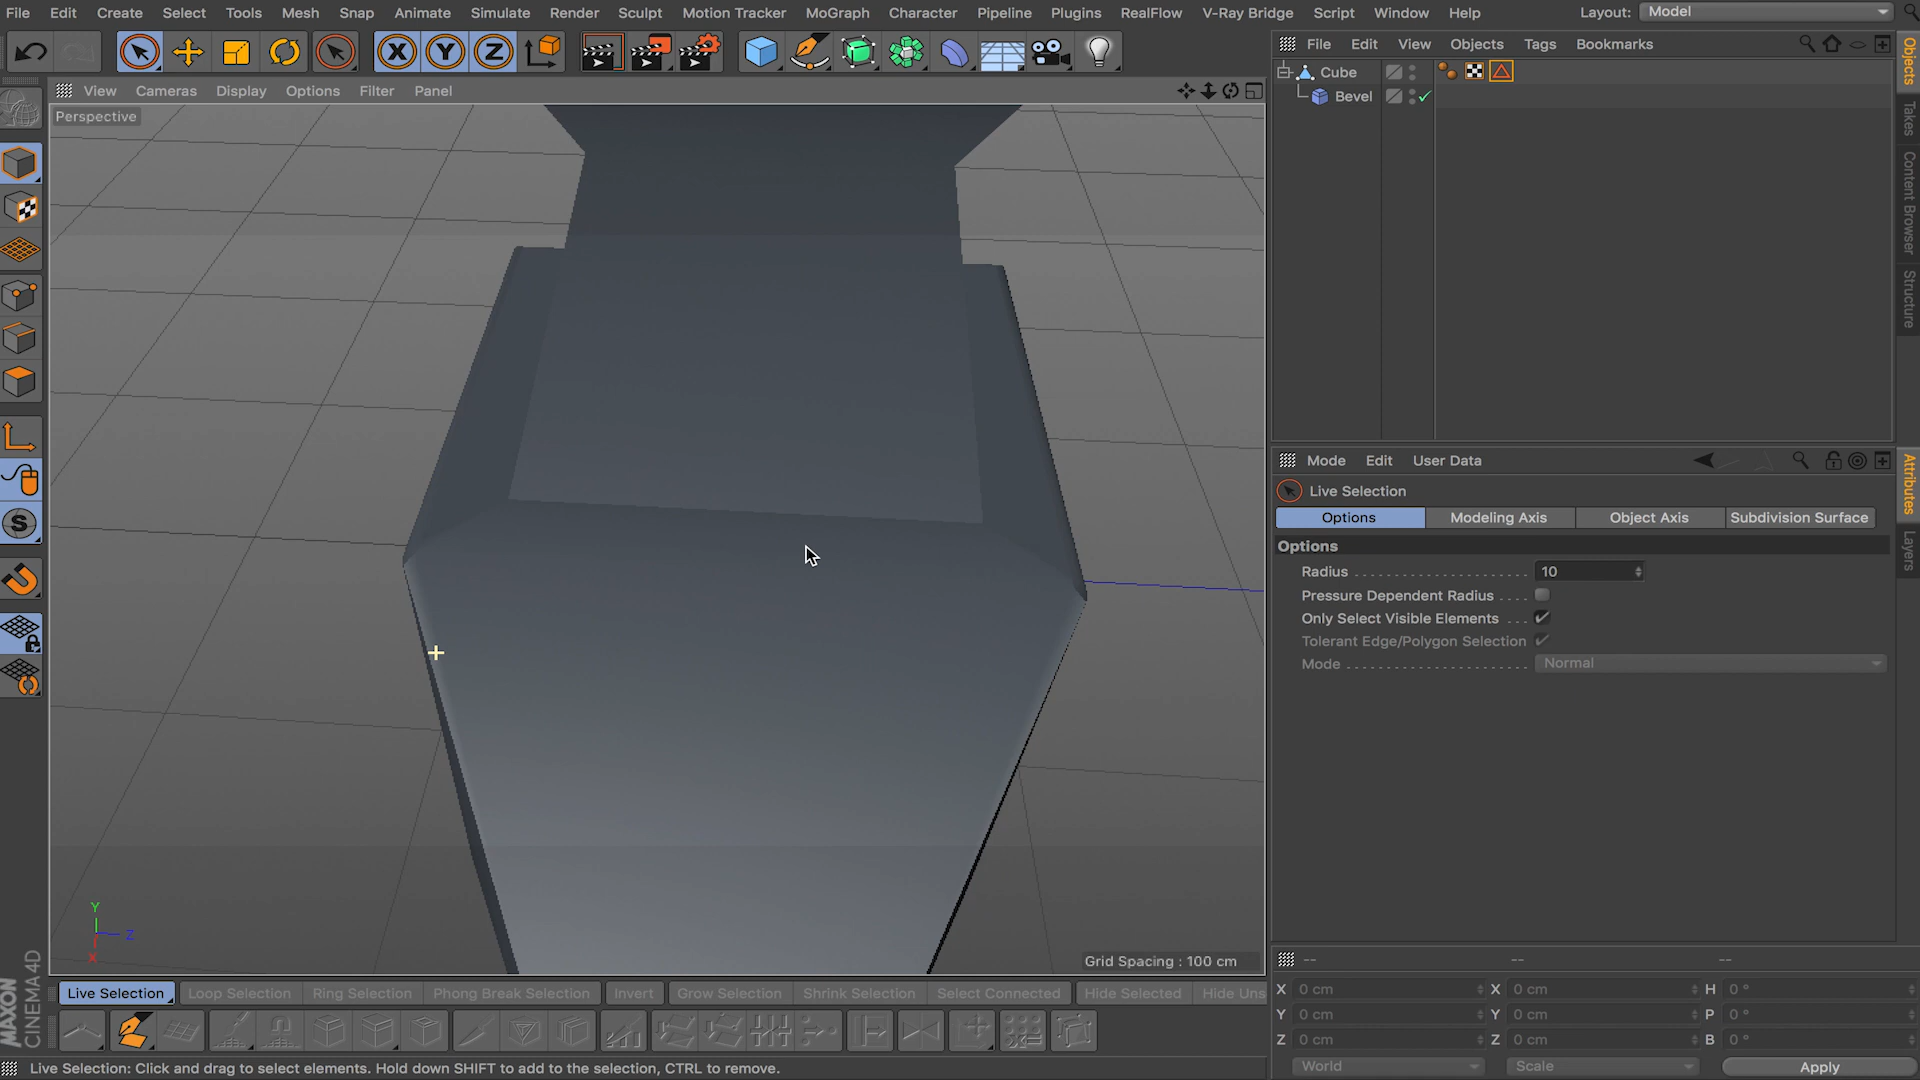 File Edit Create Select Tools Mesh Snap Animate Simulate Render Sculpt Motion Tracker MoGraph Character Pipeline Plugins RealFlow V-Ray Bridge Script Window Help Layout: Model
File Edit View Objects Tags Bookmarks
Cube
Bevel
Objects
Takes
Content Browser
Structure
View Cameras Display Options Filter Panel
Perspective
Mode Edit User Data
Live Selection
Options Modeling Axis Object Axis Subdivision Surface
Options
Radius 10
Pressure Dependent Radius
Only Select Visible Elements
Tolerant Edge/Polygon Selection
Mode Normal
Attributes
Layers
X Y Z
S
Y
Z
X
Grid Spacing : 100 cm
MAXON
CINEMA 4D
Live Selection Loop Selection Ring Selection Phong Break Selection Invert Grow Selection Shrink Selection Select Connected Hide Selected Hide Uns
-- -- --
X 0 cm X 0 cm H 0 °
Y 0 cm Y 0 cm P 0 °
Z 0 cm Z 0 cm B 0 °
World Scale Apply
Live Selection: Click and drag to select elements. Hold down SHIFT to add to the selection, CTRL to remove.